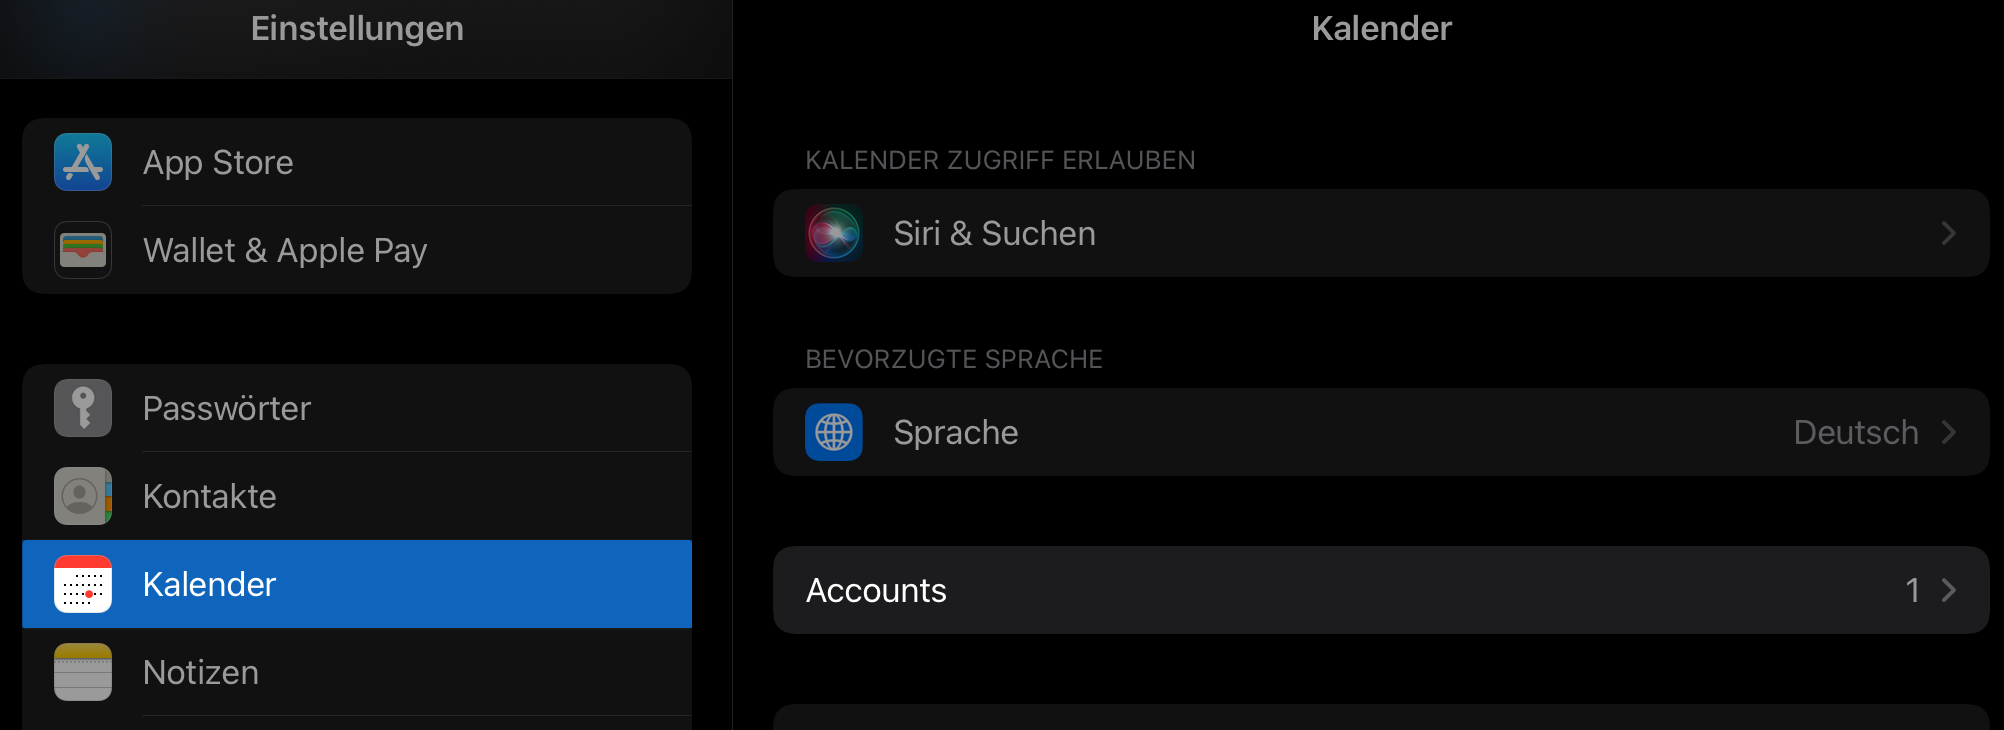 Einstellungen
App Store
Wallet & Apple Pay
Passwörter
Kontakte
Kalender
Notizen
Kalender
KALENDER ZUGRIFF ERLAUBEN
Siri & Suchen
BEVORZUGTE SPRACHE
Sprache Deutsch
Accounts 1